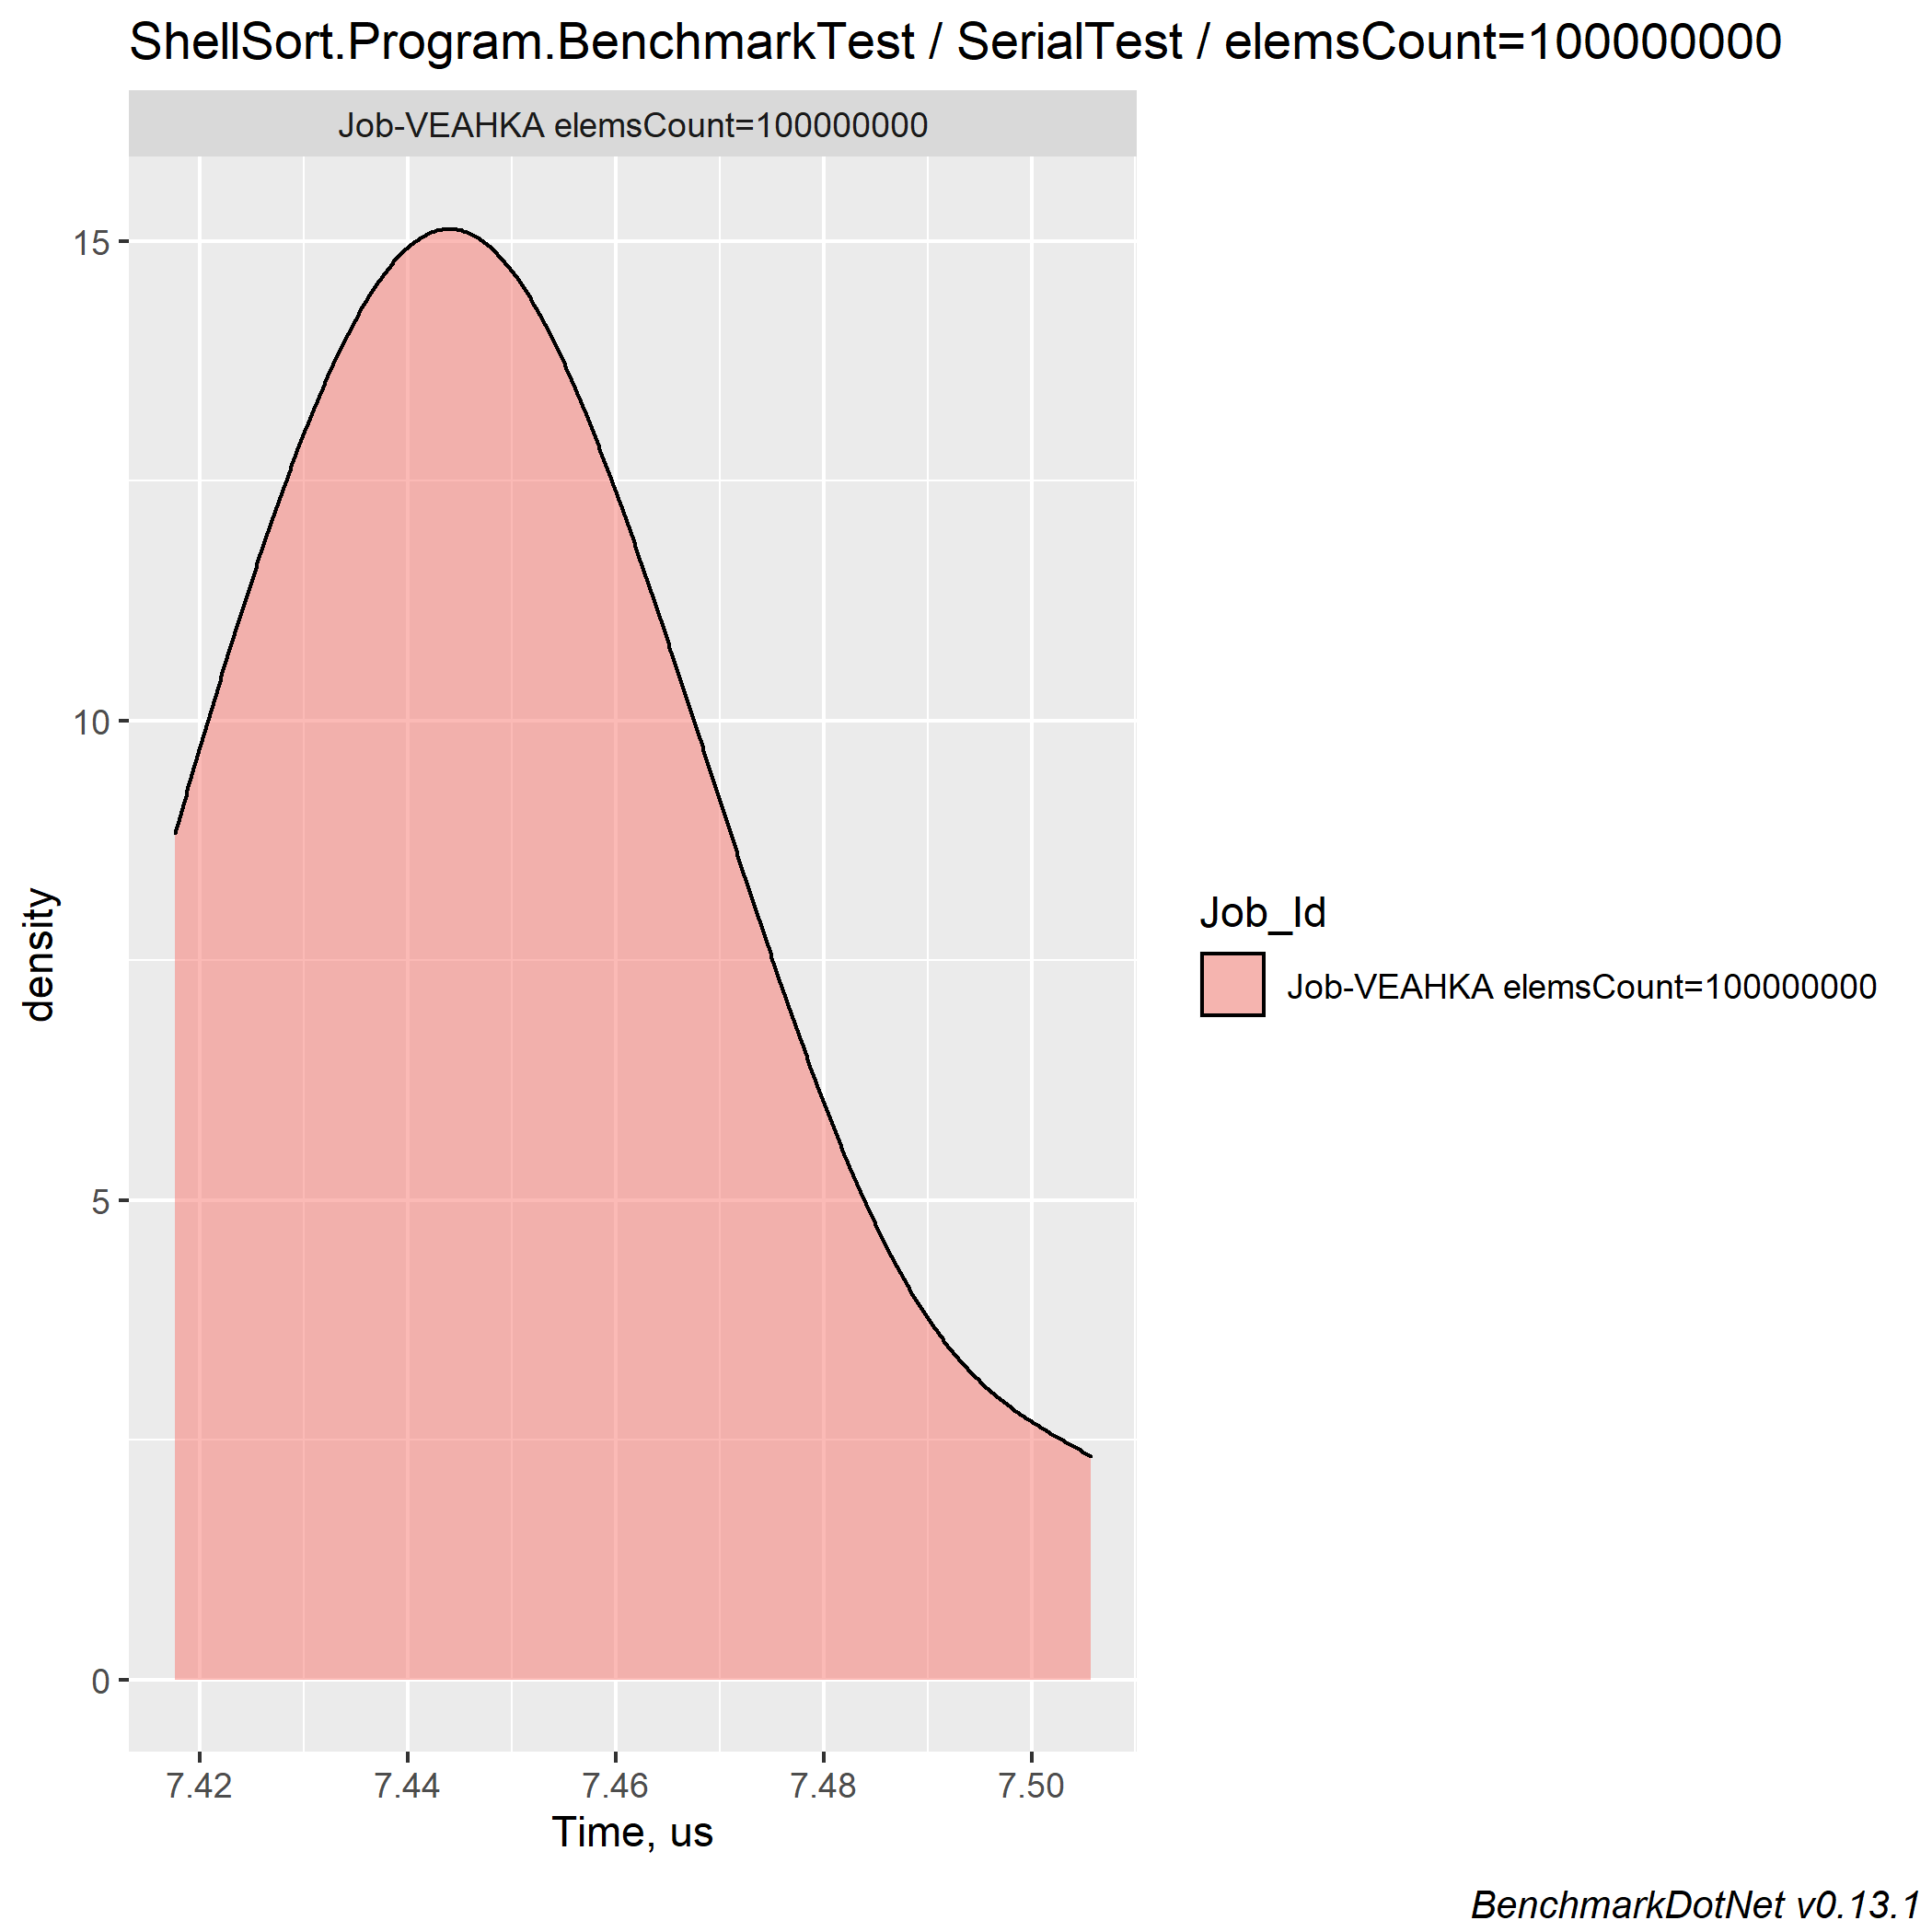 ShellSort.Program.BenchmarkTest / SerialTest / elemsCount=100000000
Job-VEAHKA elemsCount=100000000
15
10
5
0
density
7.42 7.44 7.46 7.48 7.50
Time, us
Job_Id
Job-VEAHKA elemsCount=100000000
BenchmarkDotNet v0.13.1